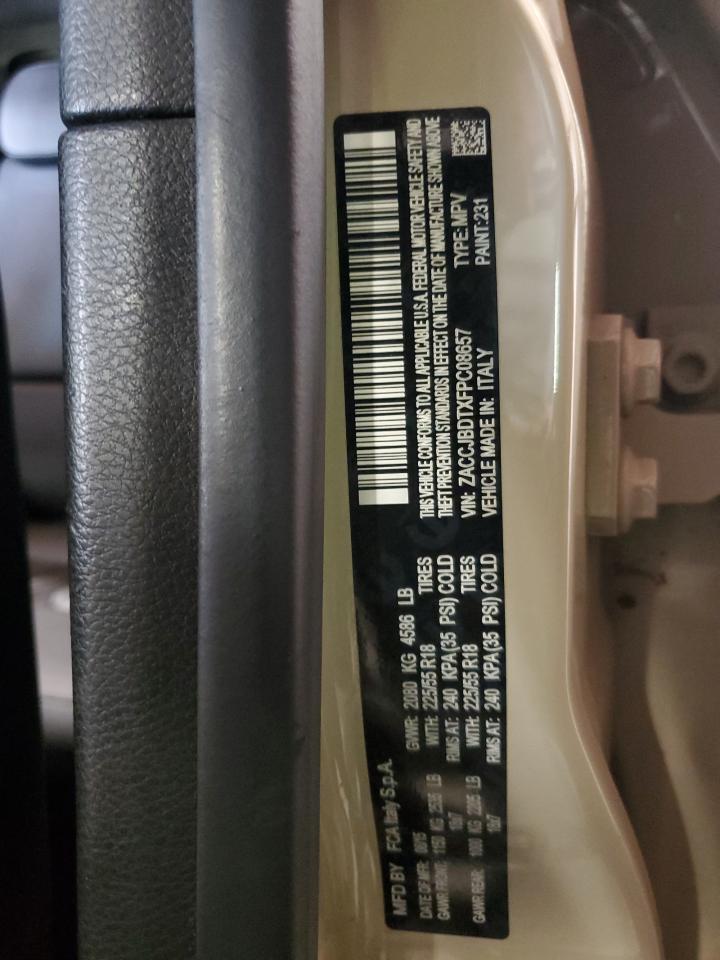 MFD BY FCA Italy S.p.A.
DATE OF MFR: GVWR: 2080 KG 4586 LB
GAWR FRONT: 1150 KG 2535 LB WITH: 225/55 R18 TIRES
18x7 RIMS AT: 240 KPA(35 PSI) COLD
GAWR REAR: 1000 KG 2205 LB WITH: 225/55 R18 TIRES
18x7 RIMS AT: 240 KPA(35 PSI) COLD
THIS VEHICLE CONFORMS TO ALL APPLICABLE U.S.A. FEDERAL MOTOR VEHICLE SAFETY AND
THEFT PREVENTION STANDARDS IN EFFECT ON THE DATE OF MANUFACTURE SHOWN ABOVE
VIN: ZACCJBDTXFPC08657 TYPE: MPV
VEHICLE MADE IN: ITALY PAINT:231